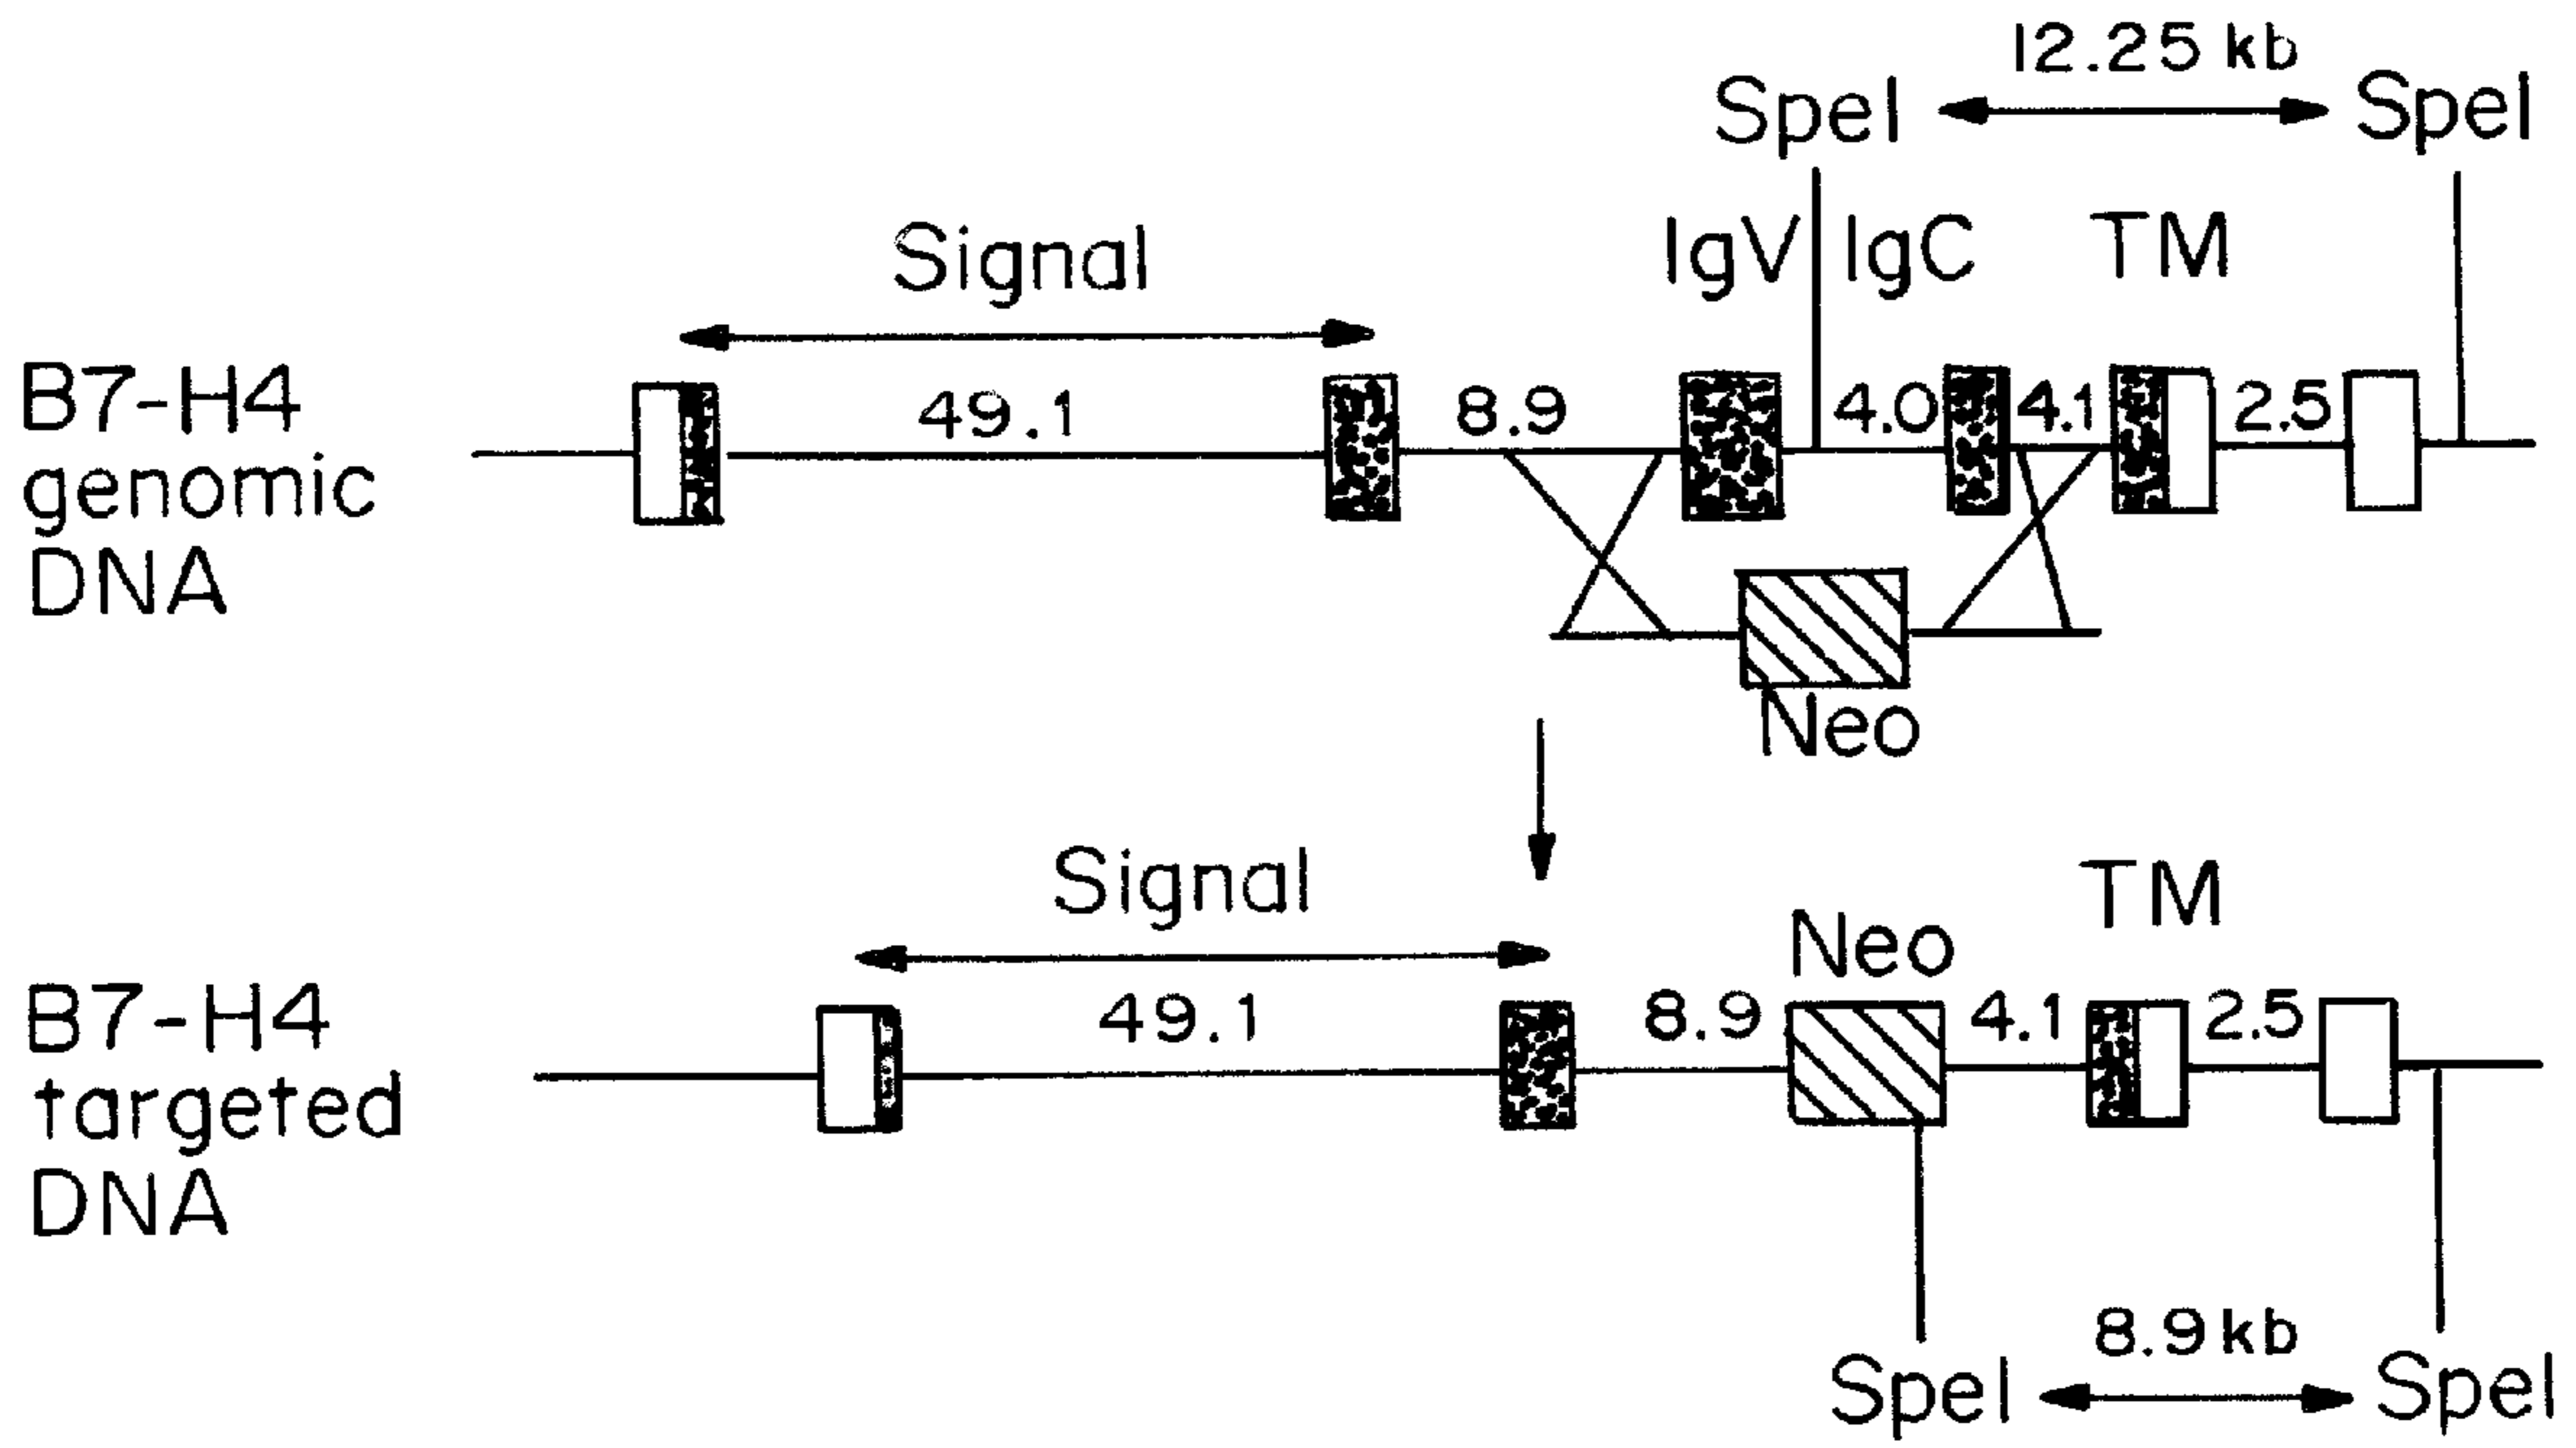 12.25 kb
SpeI SpeI
Signal IgV IgC TM
B7-H4
genomic
DNA
49.1 8.9 4.0 4.1 2.5
Neo
Signal Neo TM
B7-H4
targeted
DNA
49.1 8.9 4.1 2.5
8.9 kb
SpeI SpeI